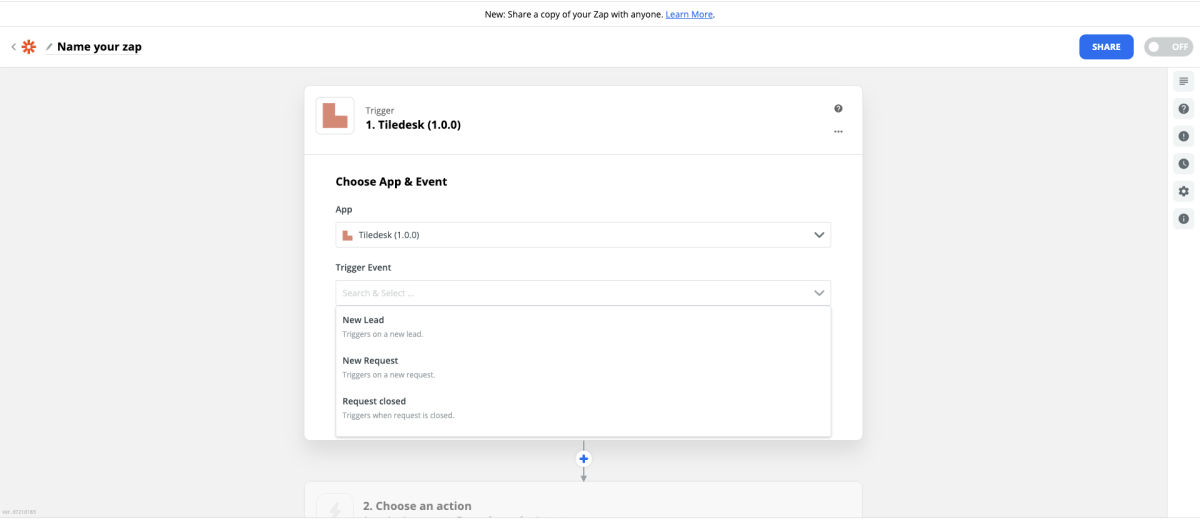 New: Share a copy of your Zap with anyone. Learn More.
Name your zap
SHARE
OFF
Trigger
1. Tiledesk (1.0.0)
Choose App & Event
App
Tiledesk (1.0.0)
Trigger Event
Search & Select ...
New Lead
Triggers on a new lead.
New Request
Triggers on a new request.
Request closed
Triggers when request is closed.
2. Choose an action